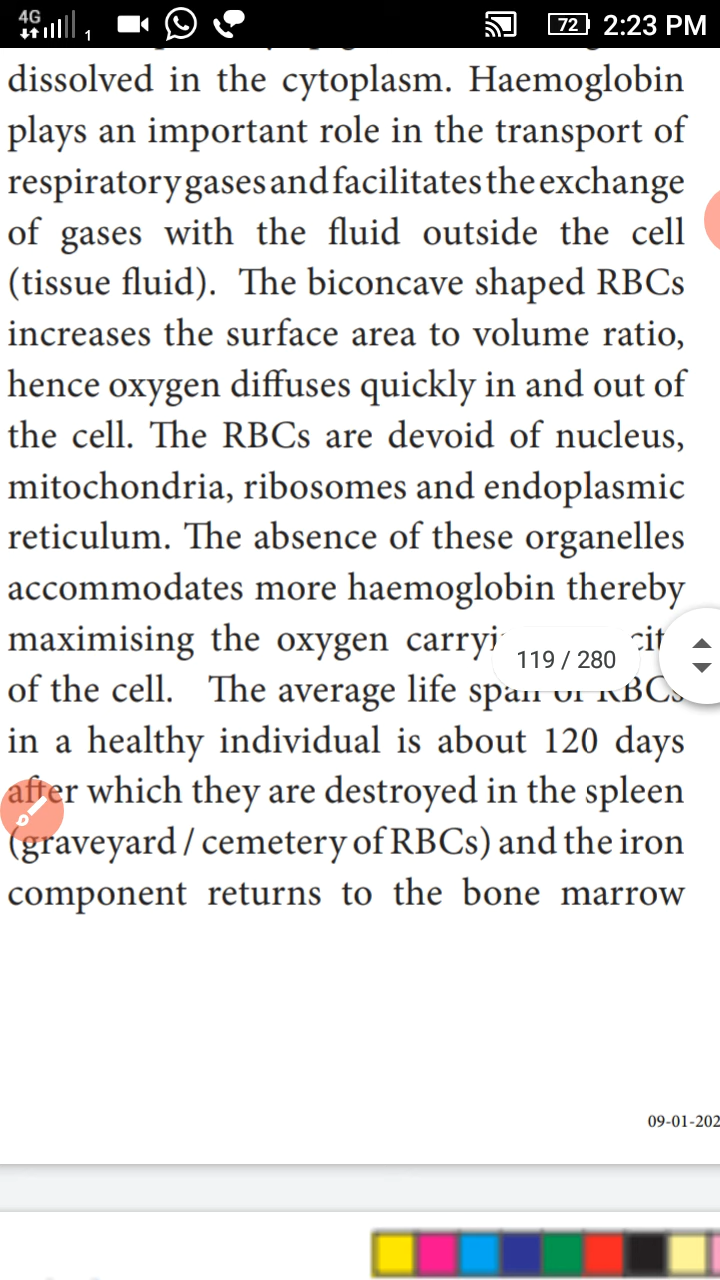 4G
1
72 2:23 PM
dissolved in the cytoplasm. Haemoglobin
plays an important role in the transport of
respiratory gases and facilitates the exchange
of gases with the fluid outside the cell
(tissue fluid). The biconcave shaped RBCs
increases the surface area to volume ratio,
hence oxygen diffuses quickly in and out of
the cell. The RBCs are devoid of nucleus,
mitochondria, ribosomes and endoplasmic
reticulum. The absence of these organelles
accommodates more haemoglobin thereby
maximising the oxygen
119 / 280
of the cell. The average life span of RBCs
in a healthy individual is about 120 days
after which they are destroyed in the spleen
(graveyard / cemetery of RBCs) and the iron
component returns to the bone marrow
09-01-202